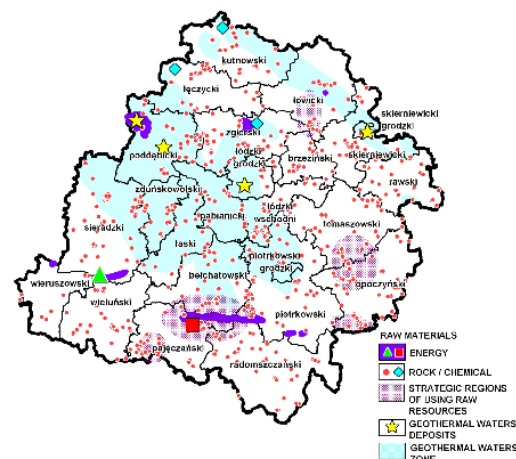 kutnowski
łęczycki
łowicki
skierniewicki
grodzki
zgierski
łódzki
grodzki
poddębicki
brzeziński
skierniewicki
rawski
zduńskowolski
pabianicki
łódzki
wschodni
sieradzki
tomaszowski
łaski
piotrkowski
grodzki
bełchatowski
opoczyński
wieruszowski
wieluński
piotrkowski
pajęczański
radomszczański
RAW MATERIALS
ENERGY
ROCK / CHEMICAL
STRATEGIC REGIONS
OF USING RAW
RESOURCES
GEOTHERMAL WATERS
DEPOSITS
GEOTHERMAL WATERS
ZONE